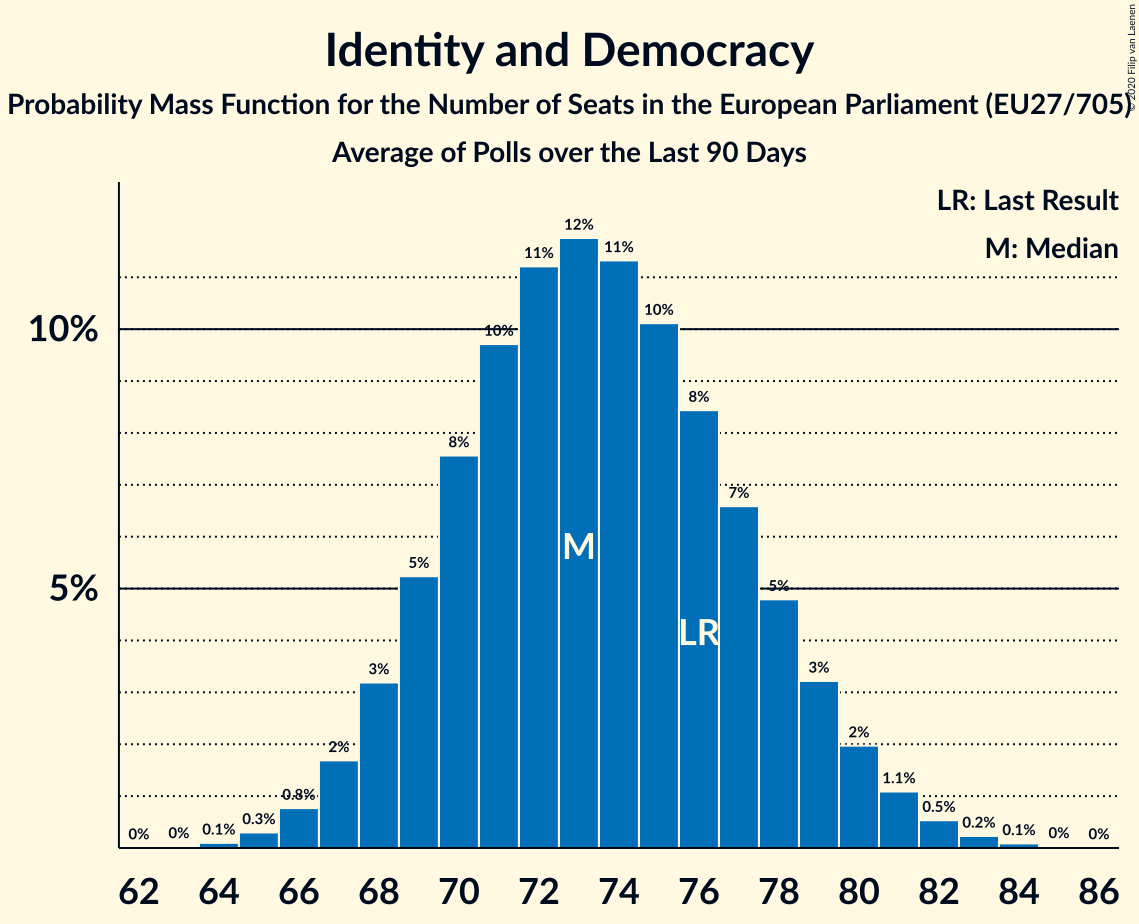 Identity and Democracy
Probability Mass Function for the Number of Seats in the European Parliament (EU27/705)
Average of Polls over the Last 90 Days
© 2020 Filip van Laenen
LR: Last Result
M: Median
12%
11% 11%
10%
10% 10%
8%
8%
7%
M
5% 5%
5%
LR
3% 3%
2% 2%
0.8% 1.1%
0.3% 0.5%
0% 0% 0.1% 0.2% 0.1% 0% 0%
62 64 66 68 70 72 74 76 78 80 82 84 86